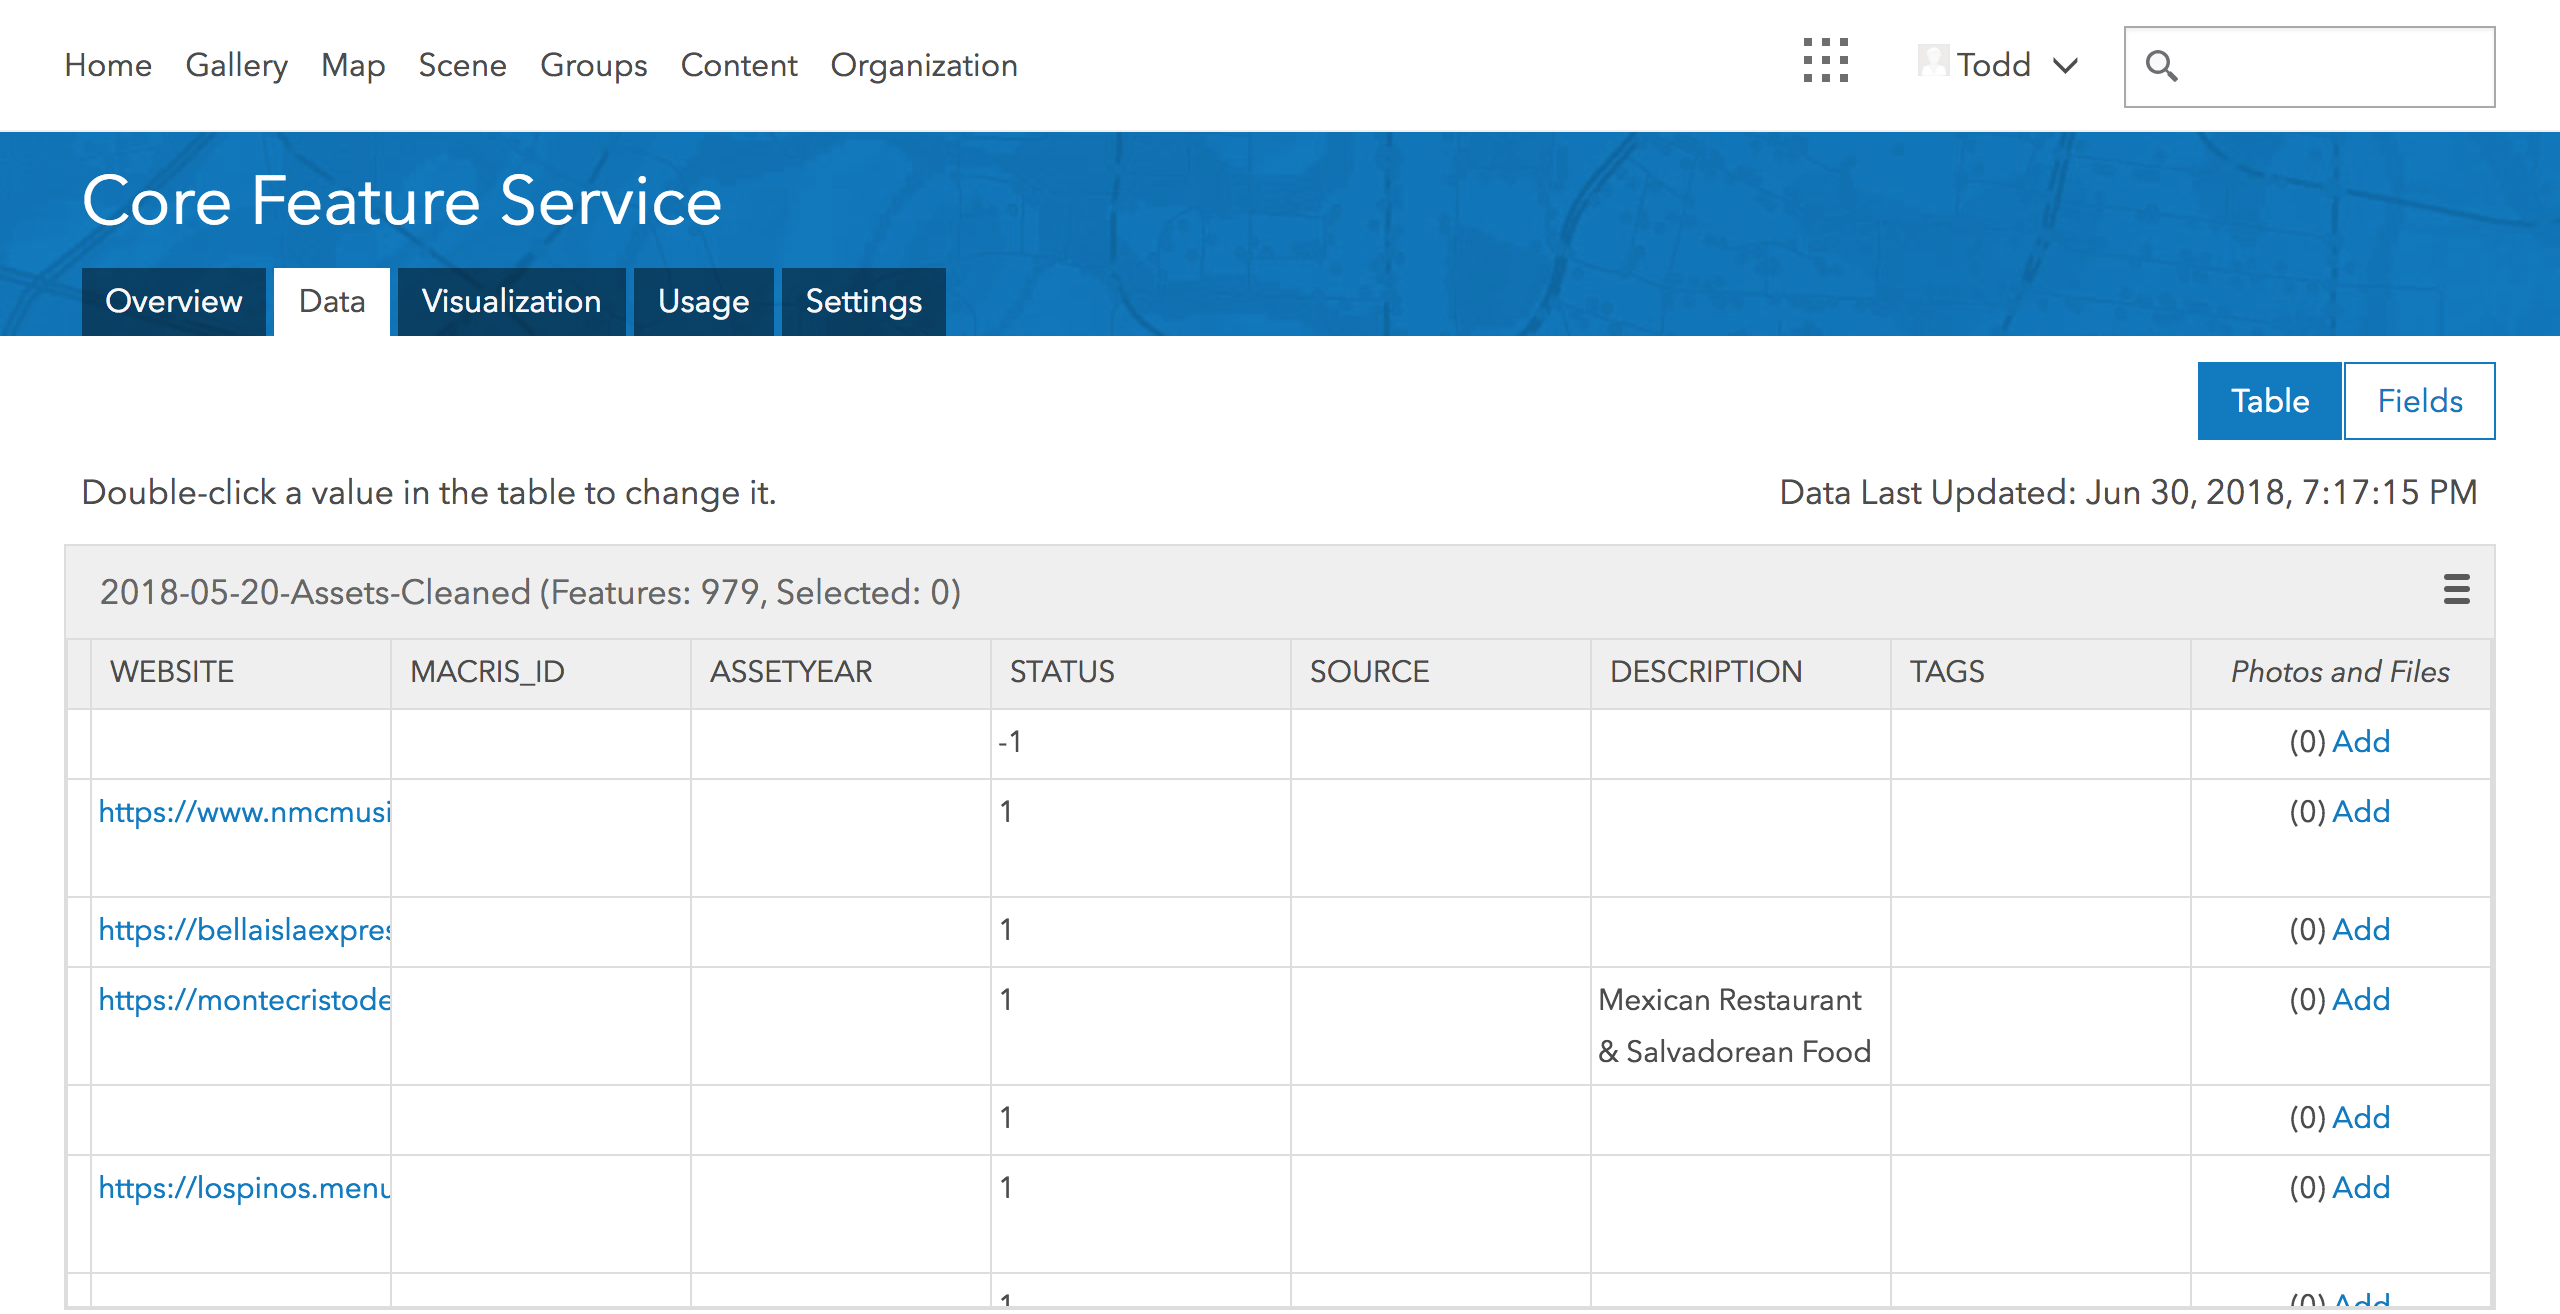 Home Gallery Map Scene Groups Content Organization Todd
Core Feature Service
Overview Data Visualization Usage Settings
Table Fields
Double-click a value in the table to change it. Data Last Updated: Jun 30, 2018, 7:17:15 PM
2018-05-20-Assets-Cleaned (Features: 979, Selected: 0)
WEBSITE MACRIS_ID ASSETYEAR STATUS SOURCE DESCRIPTION TAGS Photos and Files
-1 (0) Add
https://www.nmcmusi 1 (0) Add
https://bellaislaexpres 1 (0) Add
https://montecristode 1 Mexican Restaurant (0) Add
& Salvadorean Food
1 (0) Add
https://lospinos.menu 1 (0) Add
1 (0) Add